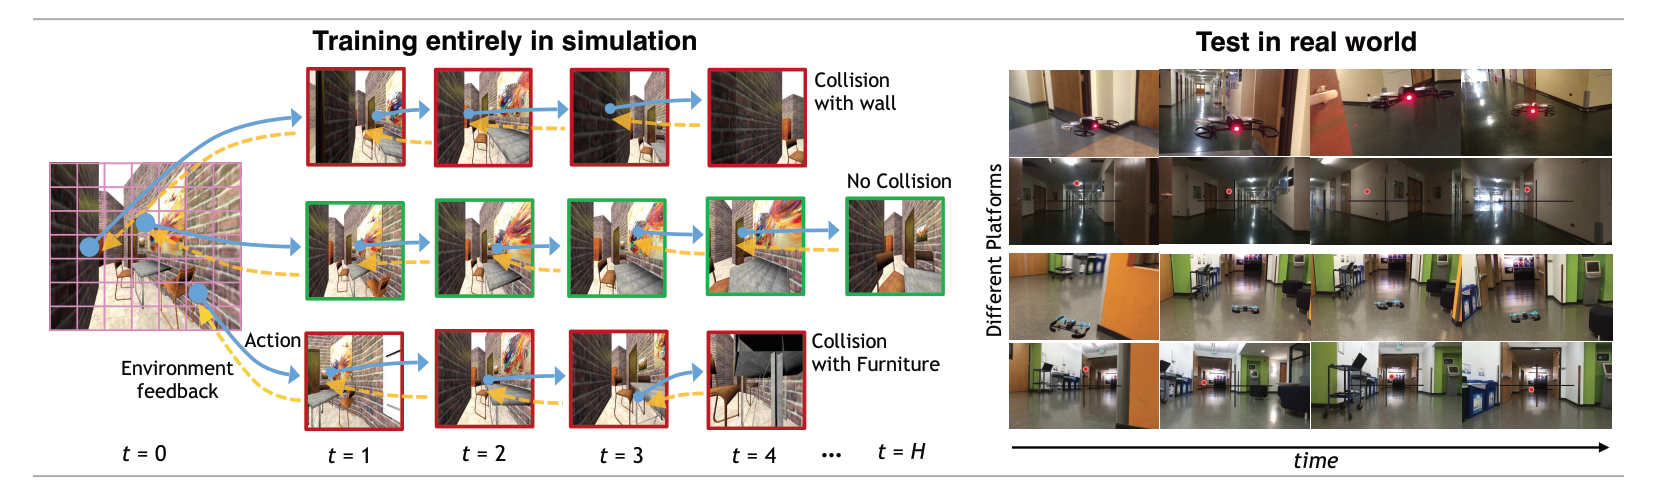 Training entirely in simulation
Collision
with wall
No Collision
Action
Environment
feedback
Collision
with Furniture
t = 0
t = 1
t = 2
t = 3
t = 4
...
t = H
Test in real world
Different Platforms
time